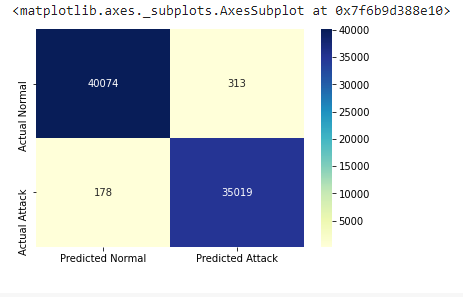 <matplotlib.axes._subplots.AxesSubplot at 0x7f6b9d388e10>
40000
40074
313
35000
Actual Normal
30000
25000
20000
178
35019
15000
Actual Attack
10000
5000
Predicted Normal
Predicted Attack